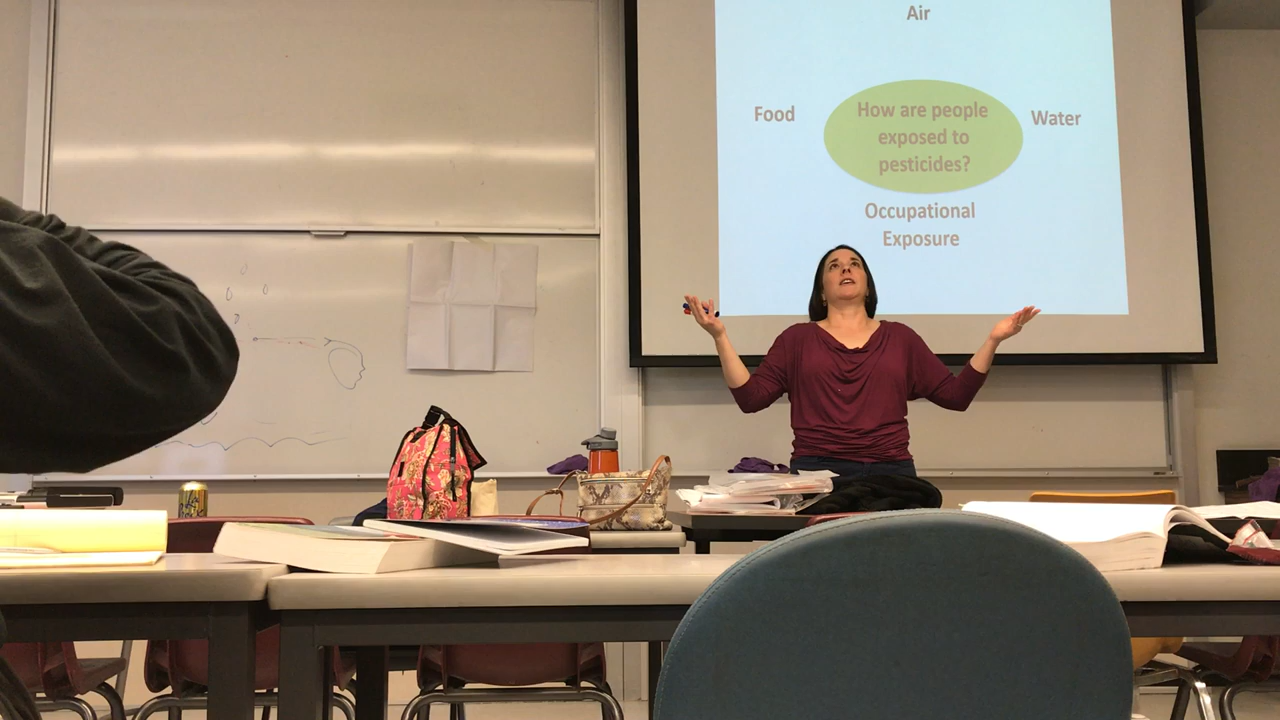 Air
Food
How are people
exposed to
pesticides?
Water
Occupational
Exposure